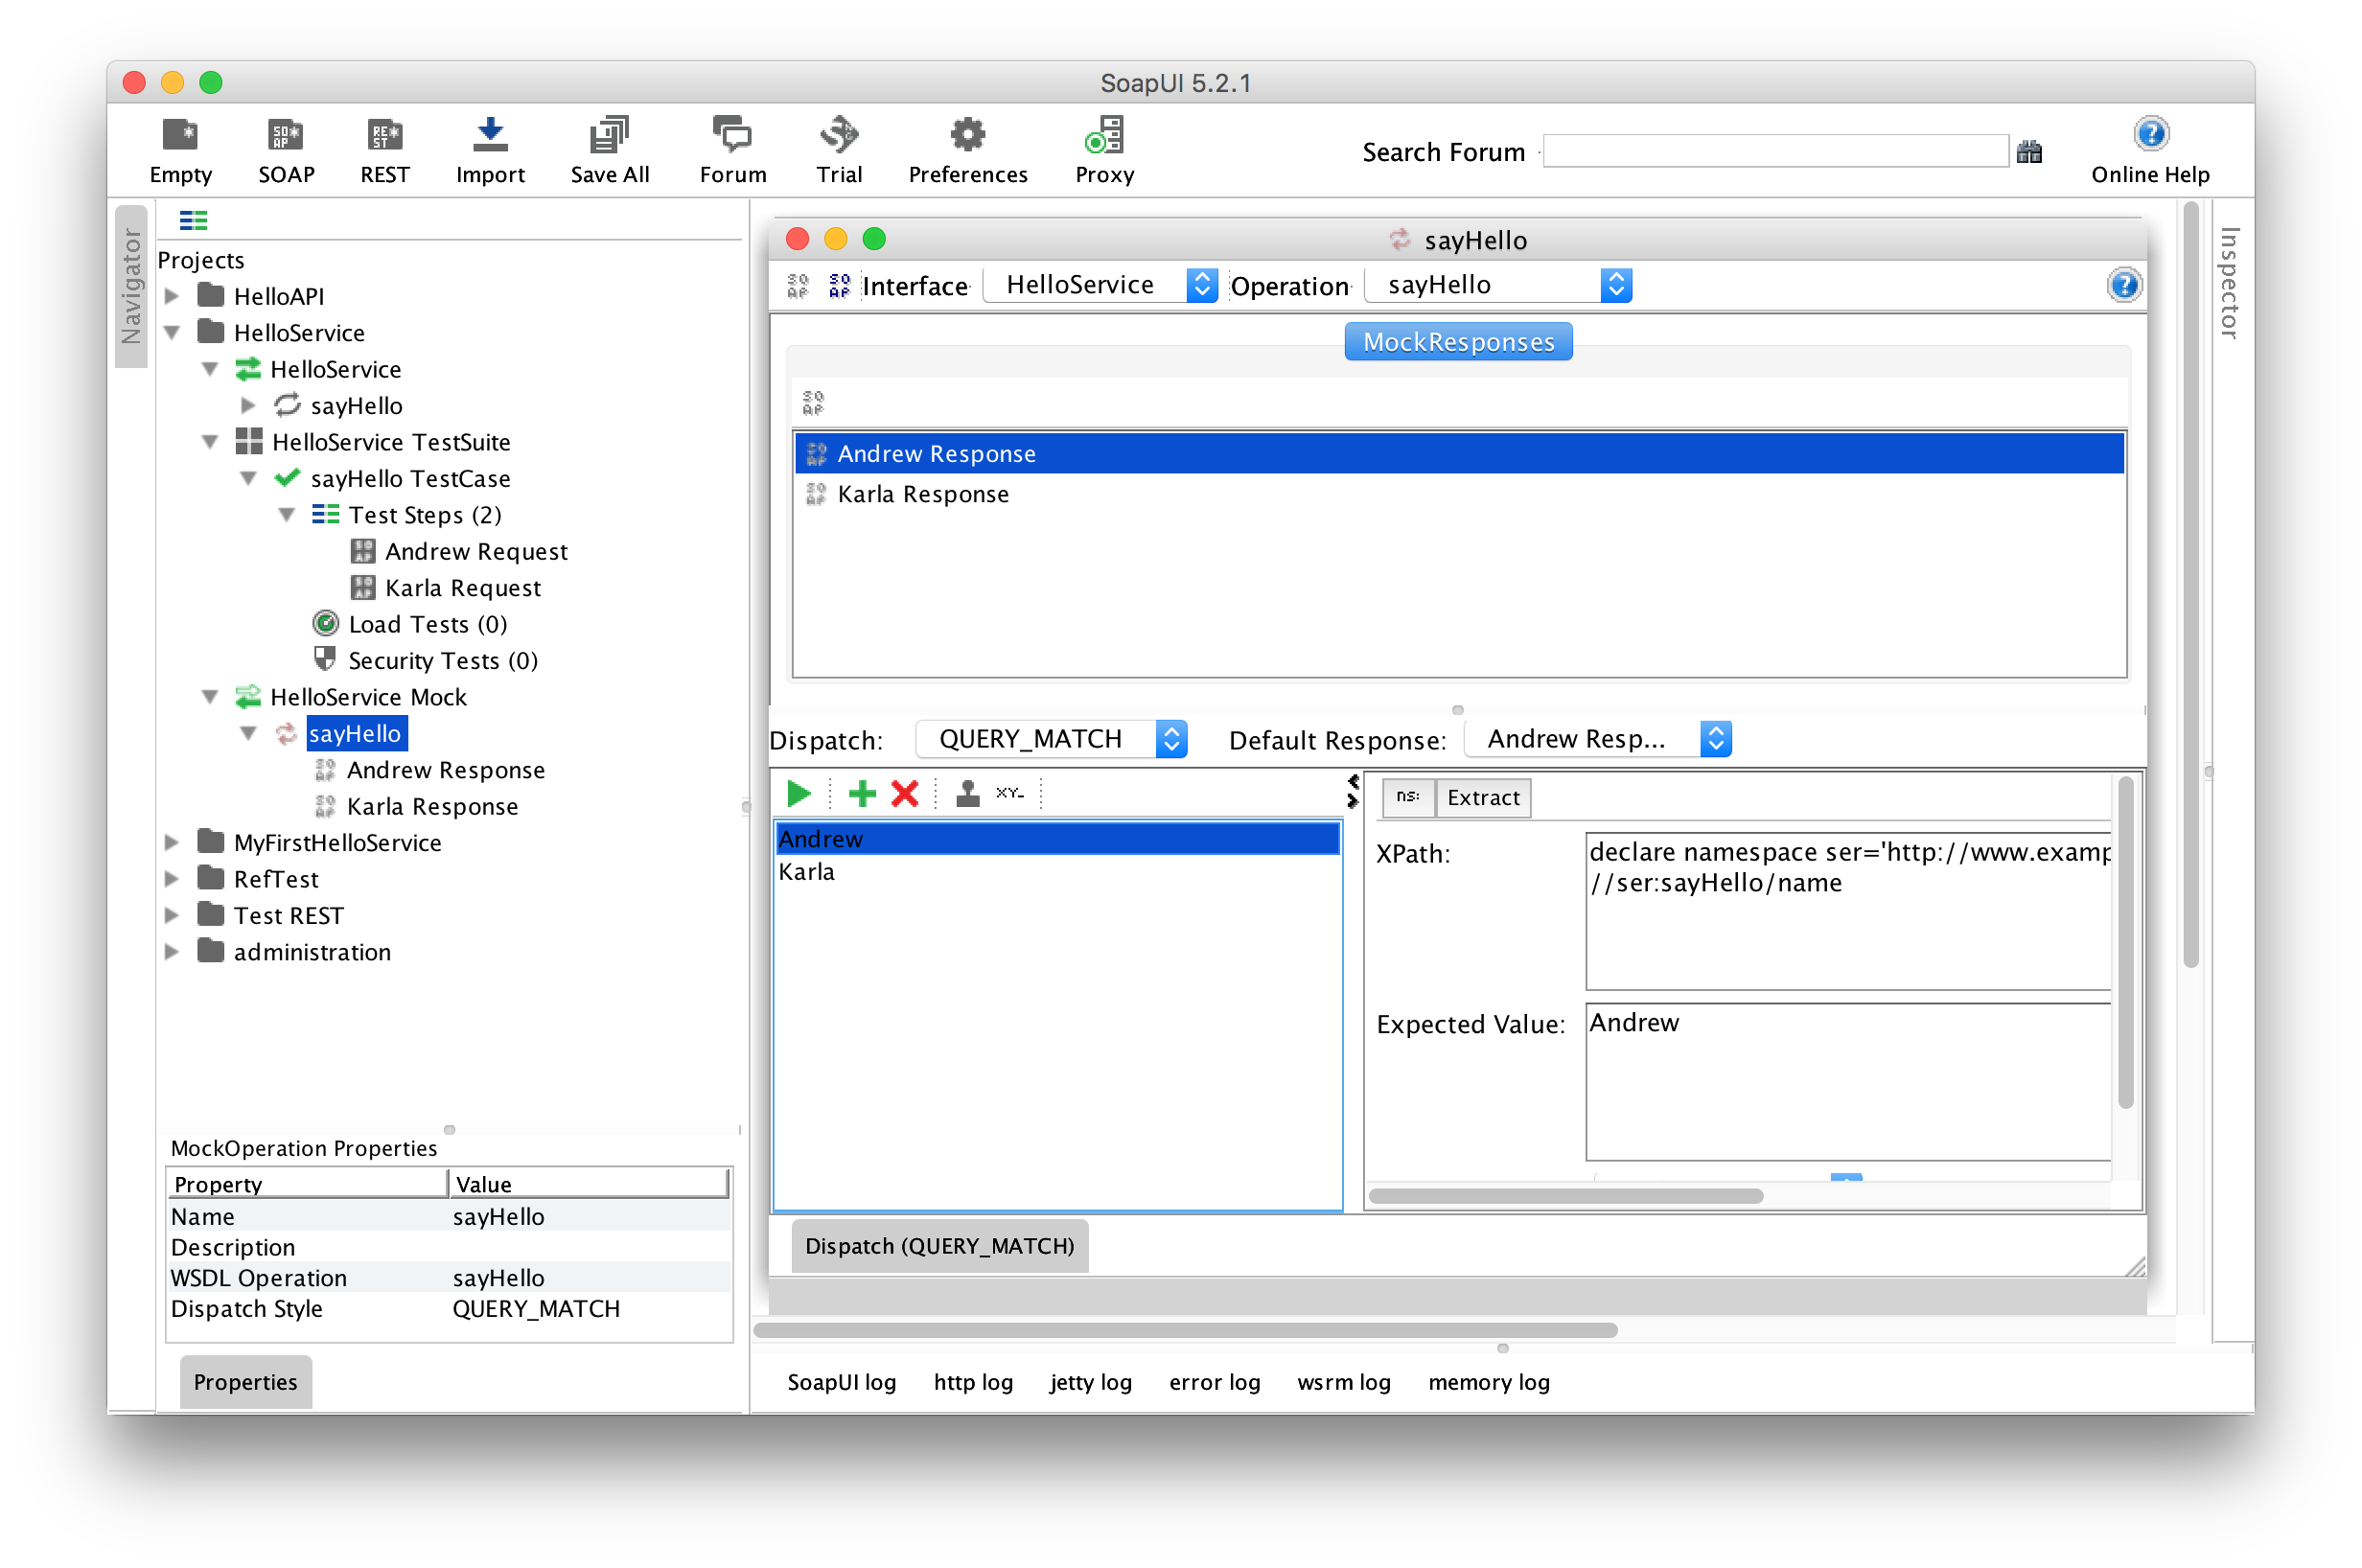 SoapUI 5.2.1
Empty SOAP REST Import Save All Forum Trial Preferences Proxy
Search Forum
Online Help
Navigator
Projects
HelloAPI
HelloService
HelloService
sayHello
HelloService TestSuite
sayHello TestCase
Test Steps (2)
Andrew Request
Karla Request
Load Tests (0)
Security Tests (0)
HelloService Mock
sayHello
Andrew Response
Karla Response
MyFirstHelloService
RefTest
Test REST
administration
MockOperation Properties
Property Value
Name sayHello
Description
WSDL Operation sayHello
Dispatch Style QUERY_MATCH
Properties
sayHello
Interface HelloService Operation sayHello
MockResponses
Andrew Response
Karla Response
Dispatch: QUERY_MATCH Default Response: Andrew Resp...
XY-
Andrew
Karla
ns: Extract
XPath: declare namespace ser='http://www.examp
//ser:sayHello/name
Expected Value: Andrew
Dispatch (QUERY_MATCH)
SoapUI log http log jetty log error log wsrm log memory log
Inspector